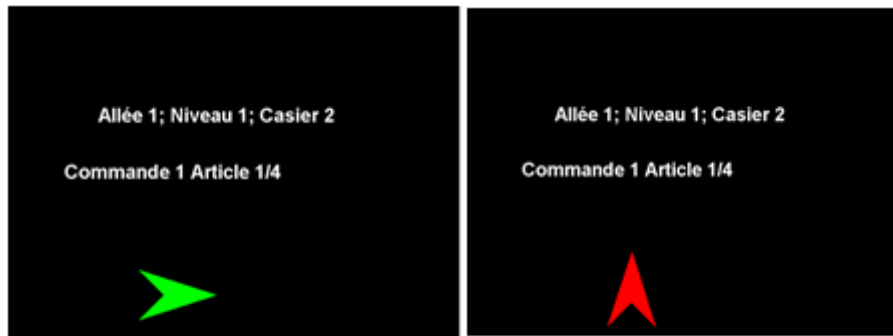 Allée 1; Niveau 1; Casier 2
Commande 1 Article 1/4
Allée 1; Niveau 1; Casier 2
Commande 1 Article 1/4